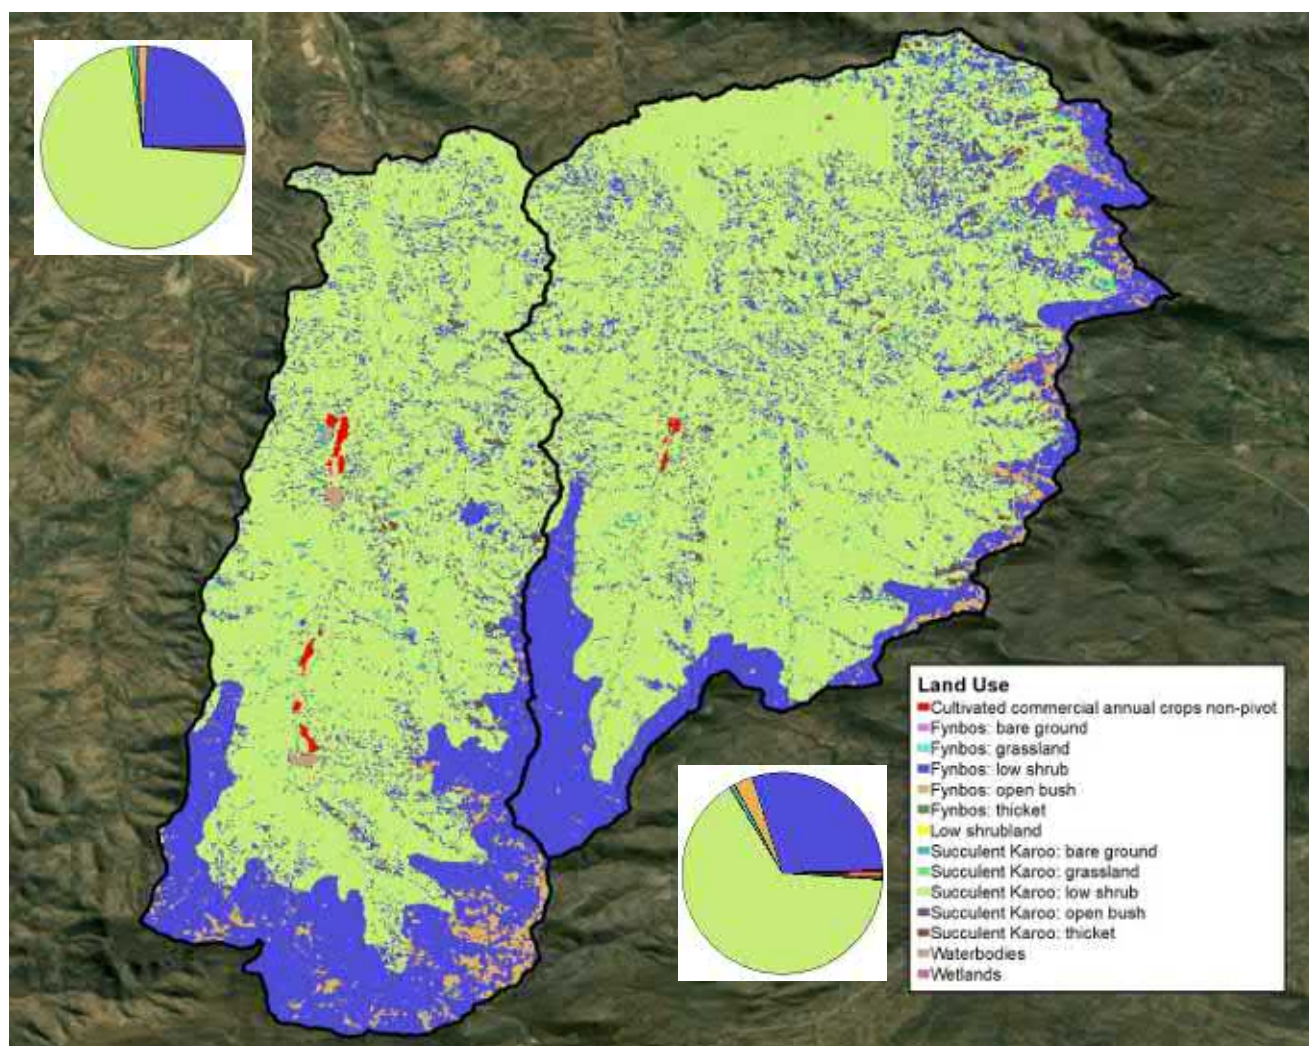 Land Use
Cultivated commercial annual crops non-pivot
Fynbos: bare ground
Fynbos: grassland
Fynbos: low shrub
Fynbos: open bush
Fynbos: thicket
Low shrubland
Succulent Karoo: bare ground
Succulent Karoo: grassland
Succulent Karoo: low shrub
Succulent Karoo: open bush
Succulent Karoo: thicket
Waterbodies
Wetlands